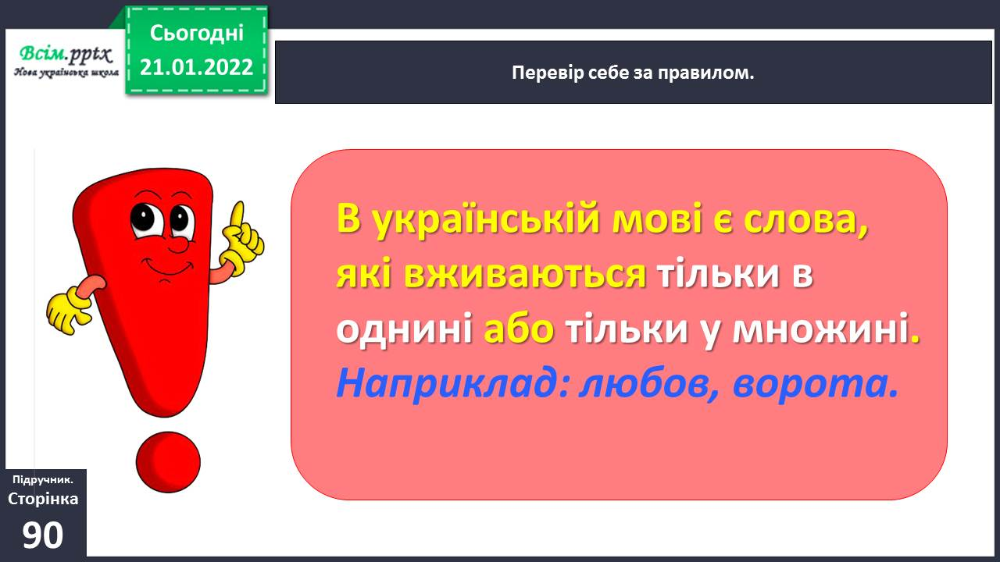 Всім.pptx
Нова українська школа
Сьогодні
21.01.2022
Перевір себе за правилом.
В українській мові є слова,
які вживаються тільки в
однині або тільки у множині.
Наприклад: любов, ворота.
Підручник.
Сторінка
90